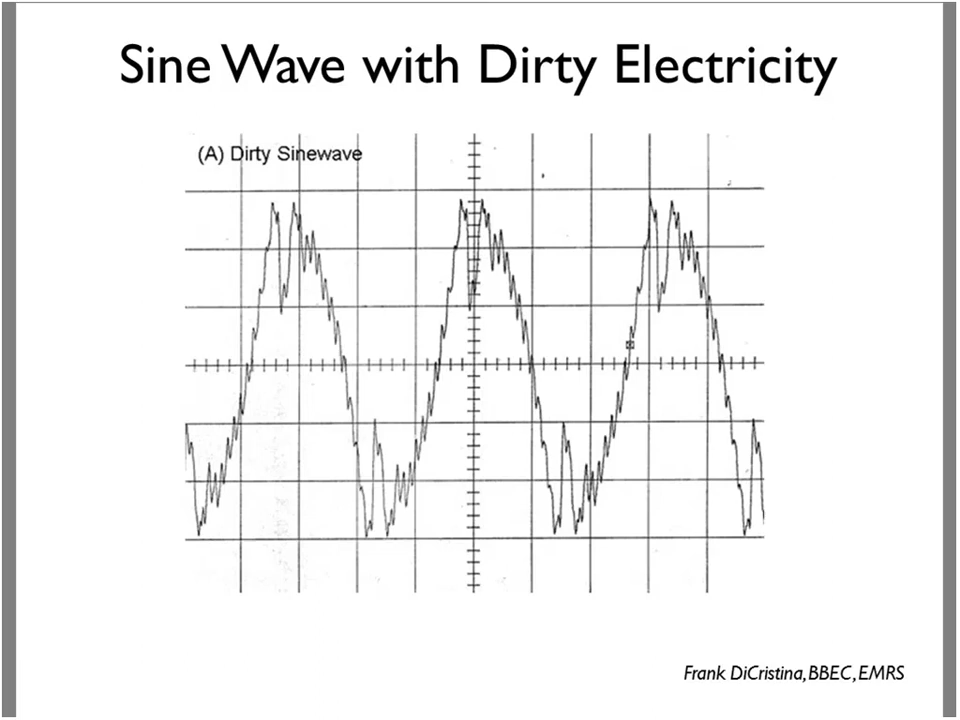 Sine Wave with Dirty Electricity
(A) Dirty Sinewave
Frank DiCristina, BBEC, EMRS